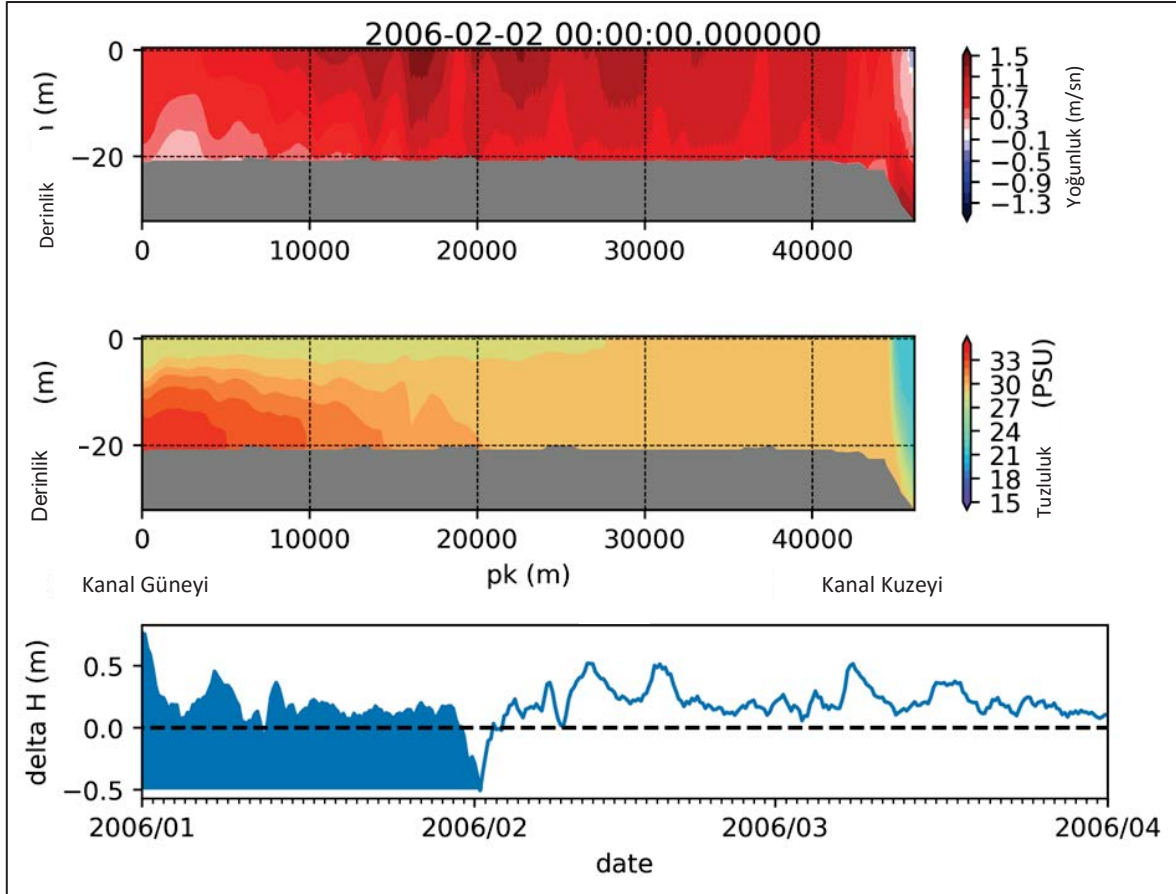 2006-02-02 00:00:00.000000
0
−20
(m)
Derinlik
0 10000 20000 30000 40000
1.5
1.1
0.7
0.3
−0.1
−0.5
−0.9
−1.3
Yoğunluk (m/sn)
0
-20
(m)
Derinlik
0 10000 20000 30000 40000
pk (m)
33
30
27
24
21
18
15
(PSU)
Tuzluluk
Kanal Güneyi Kanal Kuzeyi
0.5
0.0
−0.5
delta H (m)
2006/01 2006/02 2006/03 2006/04
date